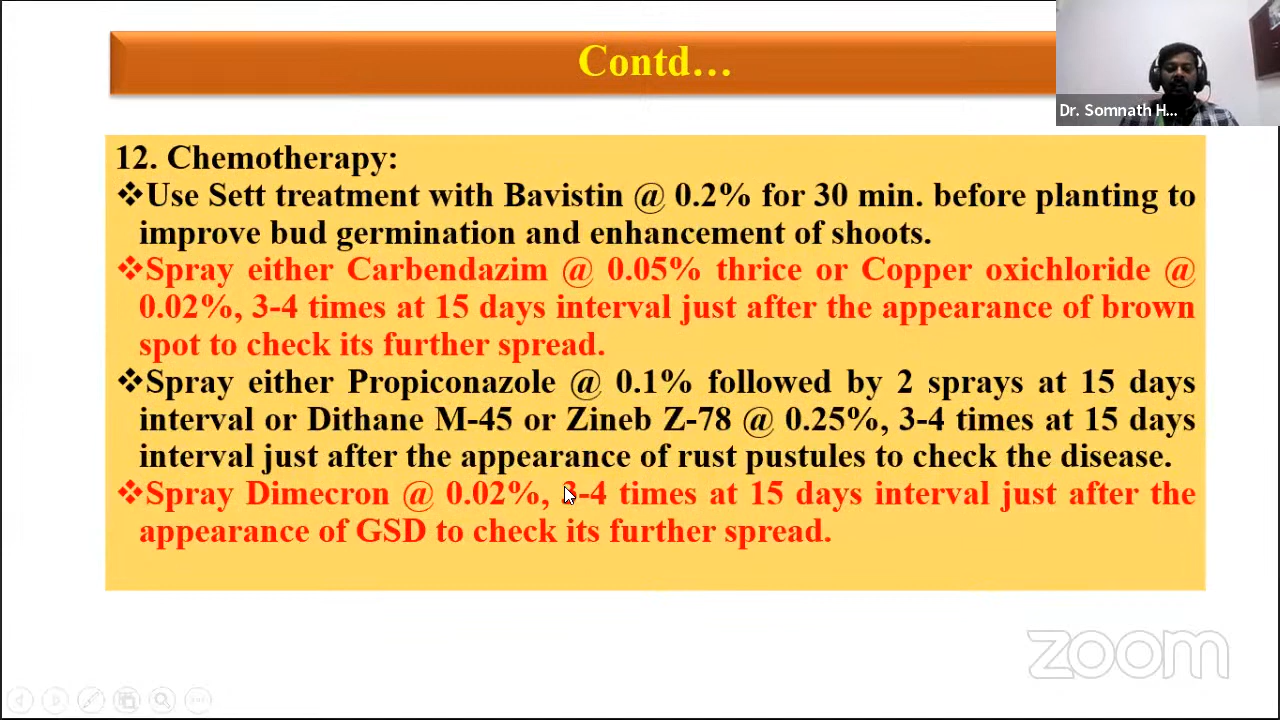 Contd…
Dr. Somnath H...
12. Chemotherapy:
❖Use Sett treatment with Bavistin @ 0.2% for 30 min. before planting to
improve bud germination and enhancement of shoots.
❖Spray either Carbendazim @ 0.05% thrice or Copper oxichloride @
0.02%, 3-4 times at 15 days interval just after the appearance of brown
spot to check its further spread.
❖Spray either Propiconazole @ 0.1% followed by 2 sprays at 15 days
interval or Dithane M-45 or Zineb Z-78 @ 0.25%, 3-4 times at 15 days
interval just after the appearance of rust pustules to check the disease.
❖Spray Dimecron @ 0.02%, 3-4 times at 15 days interval just after the
appearance of GSD to check its further spread.
zoom